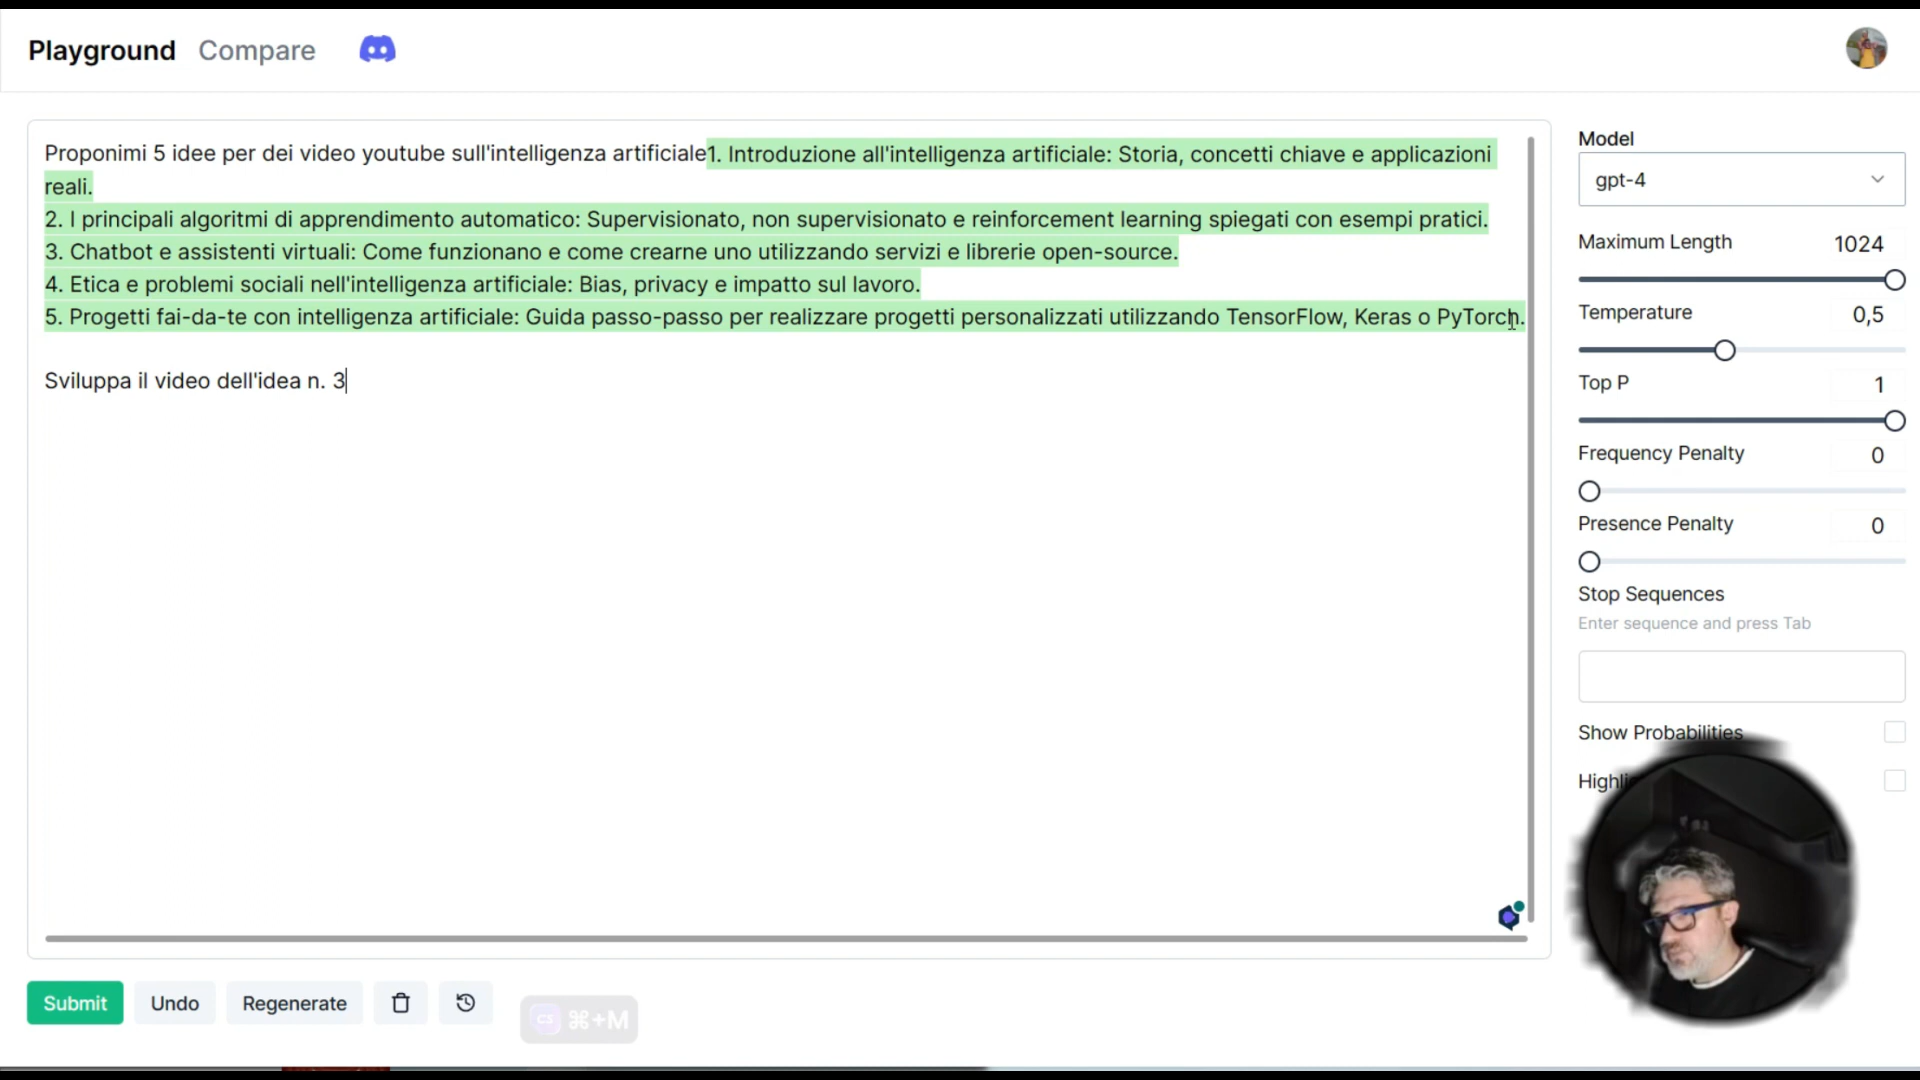 Playground Compare
Proponimi 5 idee per dei video youtube sull'intelligenza artificiale1. Introduzione all'intelligenza artificiale: Storia, concetti chiave e applicazioni
reali.
2. I principali algoritmi di apprendimento automatico: Supervisionato, non supervisionato e reinforcement learning spiegati con esempi pratici.
3. Chatbot e assistenti virtuali: Come funzionano e come crearne uno utilizzando servizi e librerie open-source.
4. Etica e problemi sociali nell'intelligenza artificiale: Bias, privacy e impatto sul lavoro.
5. Progetti fai-da-te con intelligenza artificiale: Guida passo-passo per realizzare progetti personalizzati utilizzando TensorFlow, Keras o PyTorch.
Sviluppa il video dell'idea n. 3
Model
gpt-4
Maximum Length 1024
Temperature 0,5
Top P 1
Frequency Penalty 0
Presence Penalty 0
Stop Sequences
Enter sequence and press Tab
Show Probabilities
Submit Undo Regenerate
CS ⌘+M